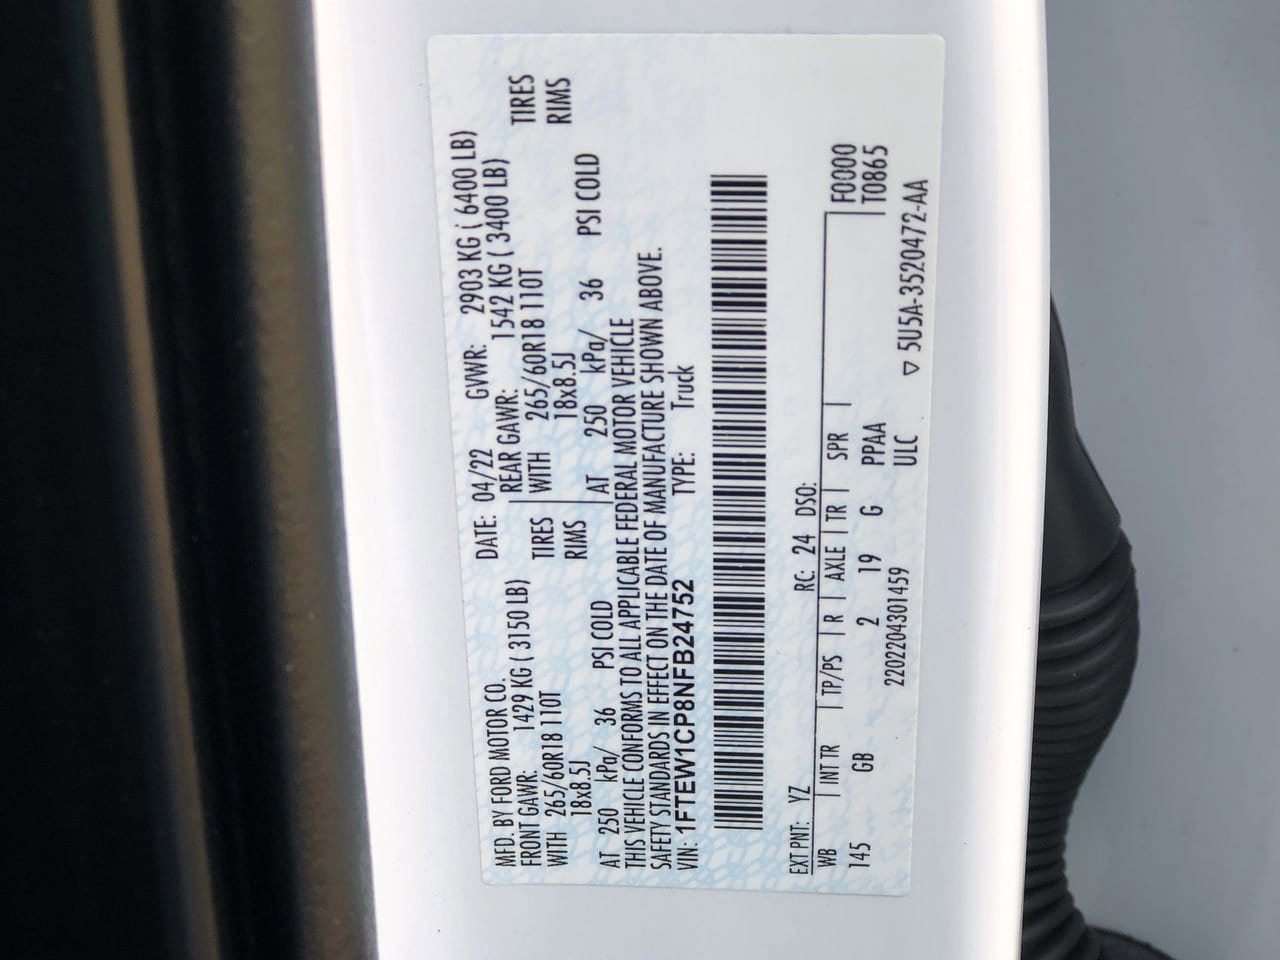 MFD. BY FORD MOTOR CO. DATE: 04/22 GVWR: 2903 KG ( 6400 LB)
FRONT GAWR: 1429 KG ( 3150 LB) REAR GAWR: 1542 KG ( 3400 LB)
WITH 265/60R18 110T TIRES WITH 265/60R18 110T TIRES
18x8.5J RIMS 18x8.5J RIMS
AT 250 kPa/ 36 PSI COLD AT 250 kPa/ 36 PSI COLD
THIS VEHICLE CONFORMS TO ALL APPLICABLE FEDERAL MOTOR VEHICLE
SAFETY STANDARDS IN EFFECT ON THE DATE OF MANUFACTURE SHOWN ABOVE.
VIN: 1FTEW1CP8NFB24752 TYPE: Truck
EXT PNT: YZ RC: 24 DSO:
WB INT TR TP/PS R AXLE TR SPR F0000
145 GB 2 19 G PPAA T0865
2202204301459 ULC
▽ 5U5A-3520472-AA